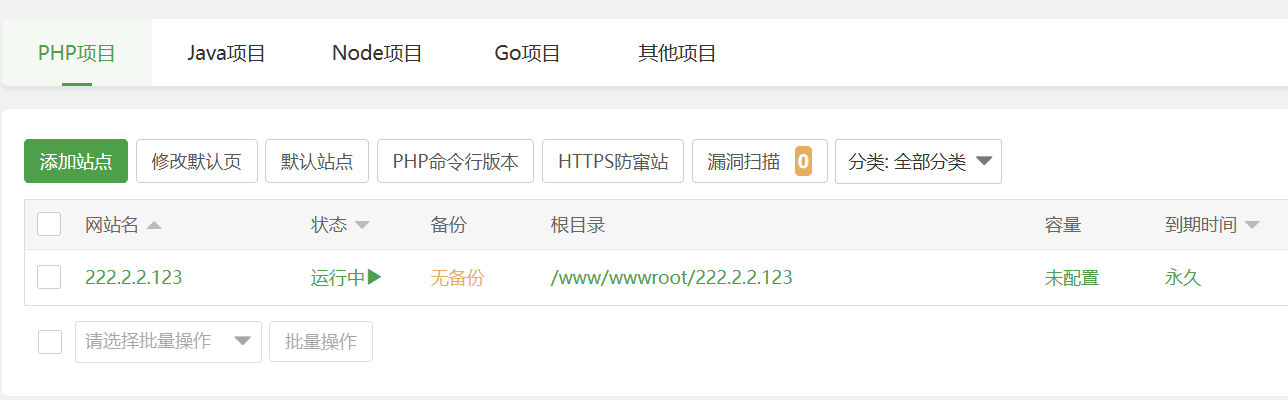 PHP项目 Java项目 Node项目 Go项目 其他项目
添加站点 修改默认页 默认站点 PHP命令行版本 HTTPS防窜站 漏洞扫描 0 分类: 全部分类
网站名 状态 备份 根目录 容量 到期时间
222.2.2.123 运行中 无备份 /www/wwwroot/222.2.2.123 未配置 永久
请选择批量操作 批量操作